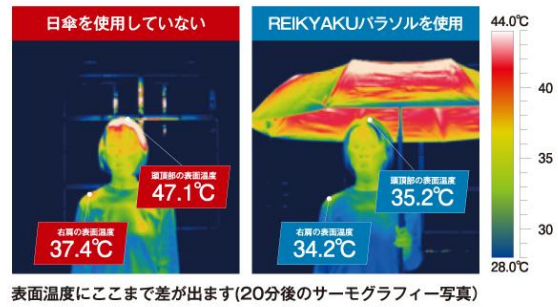 日傘を使用していない
REIKYAKUパラソルを使用
頭頂部の表面温度
47.1℃
右肩の表面温度
37.4℃
頭頂部の表面温度
35.2℃
右肩の表面温度
34.2℃
44.0℃
40
35
30
28.0℃
表面温度にここまで差が出ます(20分後のサーモグラフィー写真)